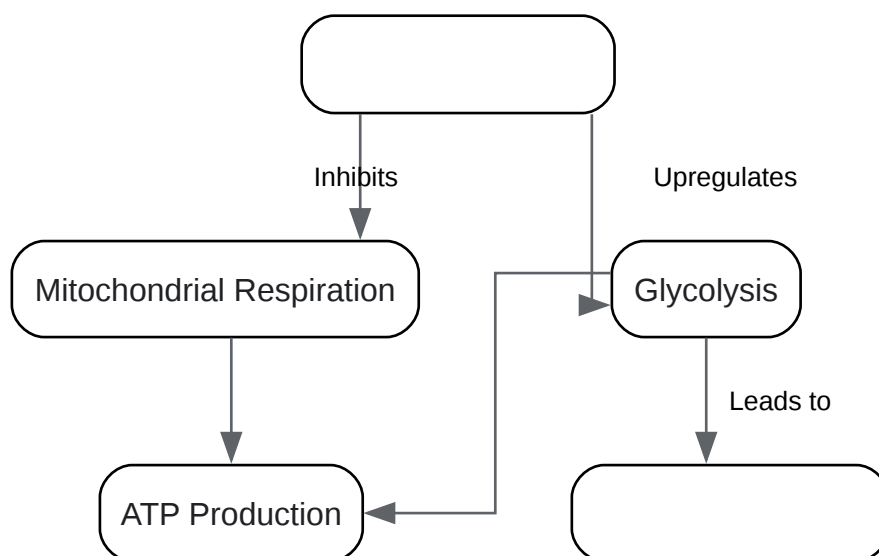 Inhibits
Upregulates
Mitochondrial Respiration
Glycolysis
Leads to
ATP Production